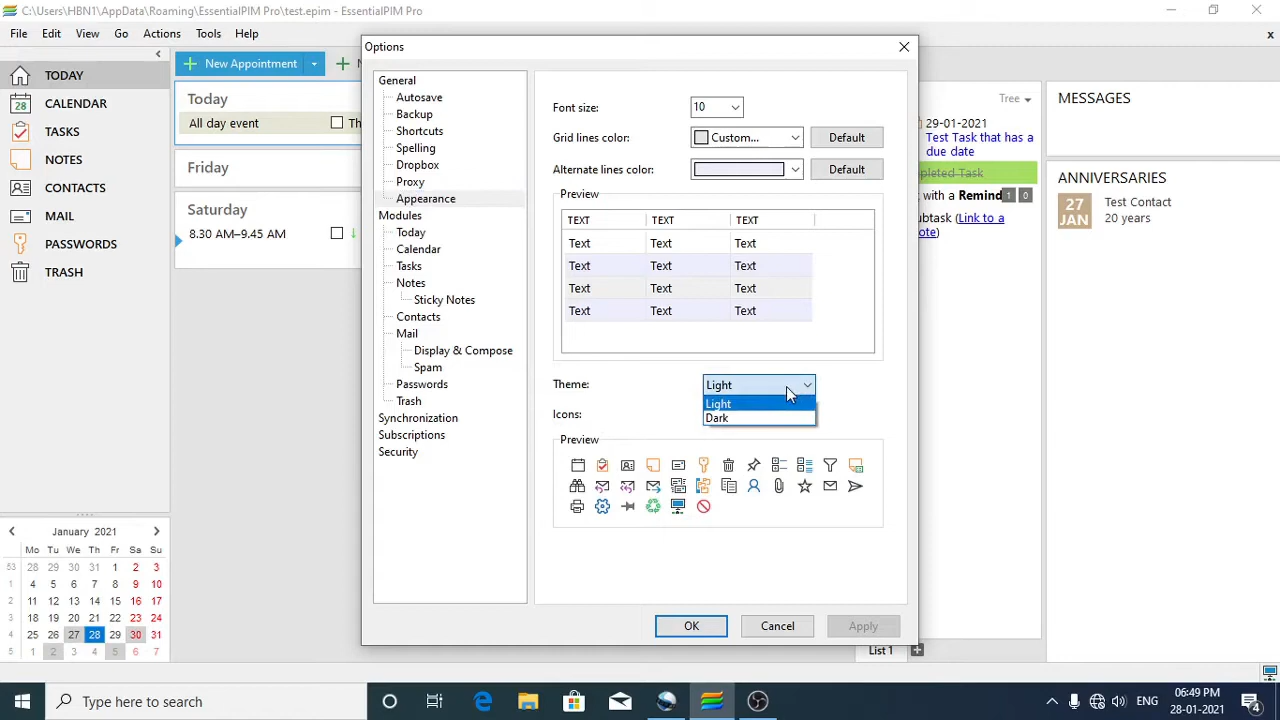 C:\Users\HBN1\AppData\Roaming\EssentialPIM Pro\test.epim - EssentialPIM Pro
File Edit View Go Actions Tools Help x
TODAY
CALENDAR
TASKS
NOTES
CONTACTS
MAIL
PASSWORDS
TRASH
New Appointment
Today
All day event
Friday
Saturday
8.30 AM–9.45 AM
Options
General
Autosave
Backup
Shortcuts
Spelling
Dropbox
Proxy
Appearance
Modules
Today
Calendar
Tasks
Notes
Sticky Notes
Contacts
Mail
Display & Compose
Spam
Passwords
Trash
Synchronization
Subscriptions
Security
Font size: 10
Grid lines color: Custom... Default
Alternate lines color: Default
Preview
TEXT TEXT TEXT
Text Text Text
Text Text Text
Text Text Text
Text Text Text
Theme: Light
Light
Dark
Icons:
Preview
OK Cancel Apply
Tree
29-01-2021
Test Task that has a
due date
Task
with a Remind 1 0
(Link to a
List 1
MESSAGES
ANNIVERSARIES
27
JAN
Test Contact
20 years
January 2021
Mo Tu We Th Fr Sa Su
53 28 29 30 31 1 2 3
1 4 5 6 7 8 9 10
2 11 12 13 14 15 16 17
3 18 19 20 21 22 23 24
4 25 26 27 28 29 30 31
5 1 2 3 4 5 6 7
Type here to search
ENG
06:49 PM
28-01-2021
4